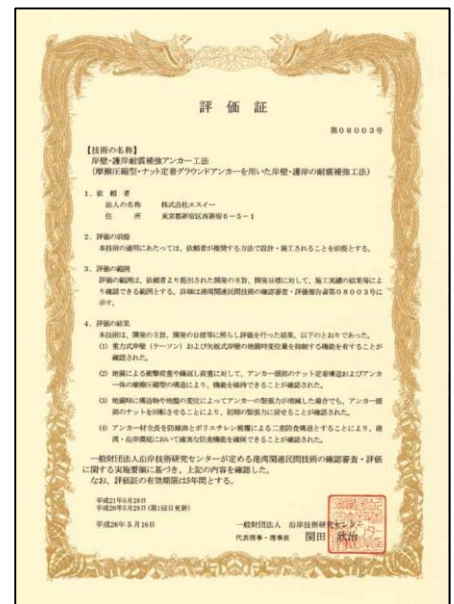 評価証
第08003号
【技術の名称】
岸壁・護岸耐震補強アンカー工法
(摩擦圧縮型・ナット定着グラウンドアンカーを用いた岸壁・護岸の耐震補強工法)
1．依頼者
法人の名称 株式会社エスイー
住所 東京都新宿区西新宿6－5－1
2．評価の前提
本技術の適用にあたっては、依頼者が推奨する方法で設計・施工されることを前提とする。
3．評価の範囲
評価の範囲は、依頼者より提出された開発の主旨、開発目標に対して、施工実績の結果等によ
り確認できる範囲とする。詳細は港湾関連民間技術の確認審査・評価報告書第08003号に
示す。
4．評価の結果
本技術は、開発の主旨、開発の目標等に照らし評価を行った結果、以下のとおりであった。
(1) 重力式岸壁（ケーソン）および矢板式岸壁の地震時変位量を抑制する機能を有することが
確認された。
(2) 地震による衝撃荷重や繰返し荷重に対して、アンカー頭部のナット定着構造およびアンカ
ー体の摩擦圧縮型の構造により、機能を維持できることが確認された。
(3) 地震時に構造物や地盤の変位によってアンカーの緊張力が増減した場合でも、アンカー頭
部のナットを回転させることにより、初期の緊張力に戻せることが確認された。
(4) アンカー材全長を防錆油とポリエチレン被覆による二重防食構造とすることにより、港
湾・沿岸環境において確実な防食機能を確保できることが確認された。
一般財団法人沿岸技術研究センターが定める港湾関連民間技術の確認審査・評価
に関する実施要領に基づき、上記の内容を確認した。
なお、評価証の有効期限は5年間とする。
平成21年5月29日
平成26年5月29日（第1回目更新）
平成26年5月16日
一般財団法人 沿岸技術研究センター
代表理事・理事長 関田 欣治